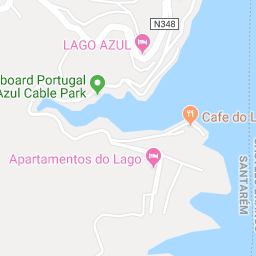 N348
LAGO AZUL
board Portugal
Azul Cable Park
Cafe do L
Apartamentos do Lago
SANTARÉM